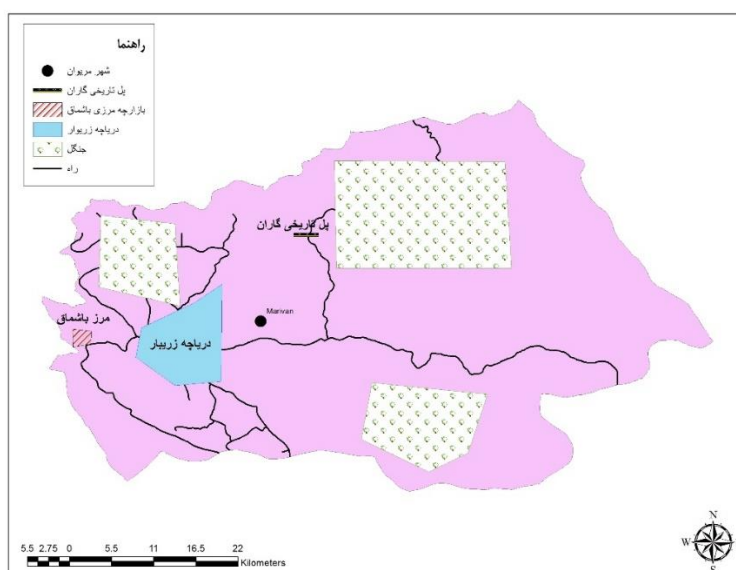 راهنما
شهر مریوان
پل تاریخی گاران
بازارچه مرزی باشماق
دریاچه زریوار
جنگل
راه
پل تاریخی گاران
Marivan
مرز باشماق
دریاچه زریبار
N
W E
S
5.5 2.75 0 5.5 11 16.5 22
Kilometers